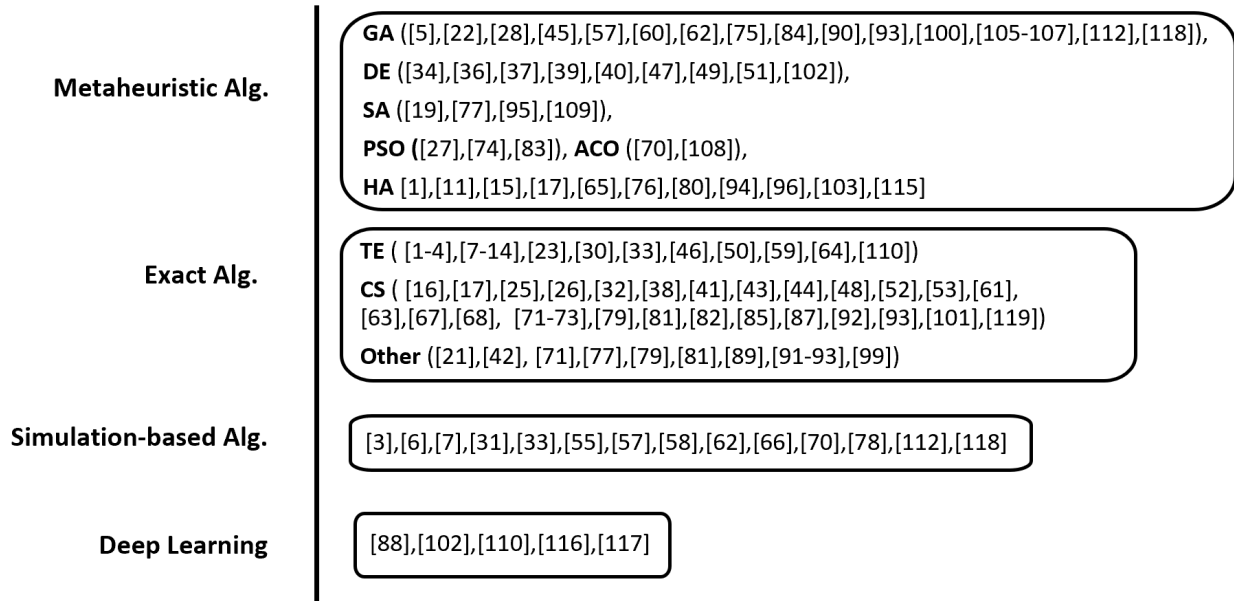 Metaheuristic Alg.
GA ([5],[22],[28],[45],[57],[60],[62],[75],[84],[90],[93],[100],[105-107],[112],[118]),
DE ([34],[36],[37],[39],[40],[47],[49],[51],[102]),
SA ([19],[77],[95],[109]),
PSO ([27],[74],[83]), ACO ([70],[108]),
HA [1],[11],[15],[17],[65],[76],[80],[94],[96],[103],[115]
Exact Alg.
TE ( [1-4],[7-14],[23],[30],[33],[46],[50],[59],[64],[110])
CS ( [16],[17],[25],[26],[32],[38],[41],[43],[44],[48],[52],[53],[61],
[63],[67],[68], [71-73],[79],[81],[82],[85],[87],[92],[93],[101],[119])
Other ([21],[42], [71],[77],[79],[81],[89],[91-93],[99])
Simulation-based Alg.
[3],[6],[7],[31],[33],[55],[57],[58],[62],[66],[70],[78],[112],[118]
Deep Learning
[88],[102],[110],[116],[117]